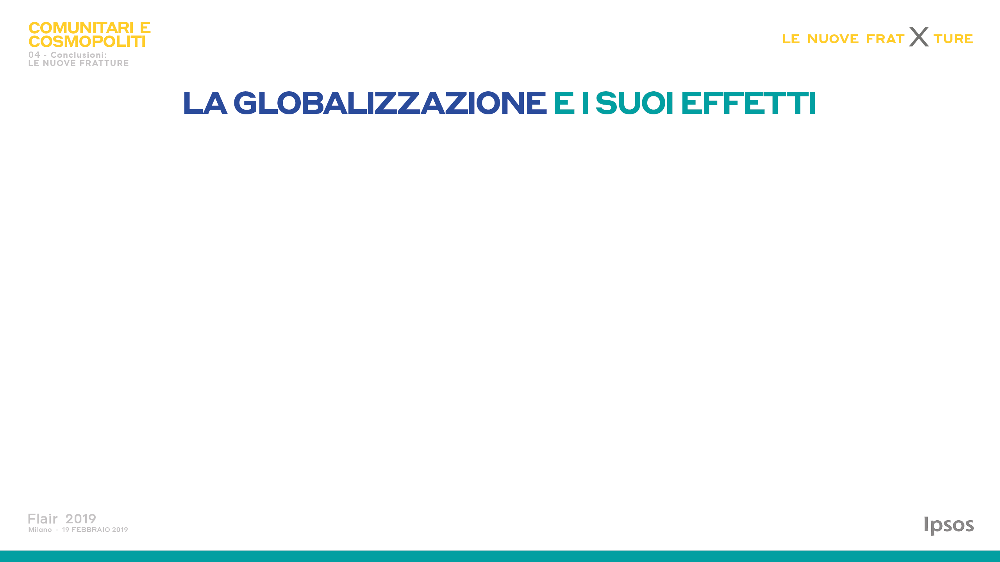 COMUNITARI E
COSMOPOLITI
04 - Conclusioni:
LE NUOVE FRATTURE
LE NUOVE FRAT X TURE
LA GLOBALIZZAZIONE E I SUOI EFFETTI
Flair 2019
Milano - 19 FEBBRAIO 2019
Ipsos